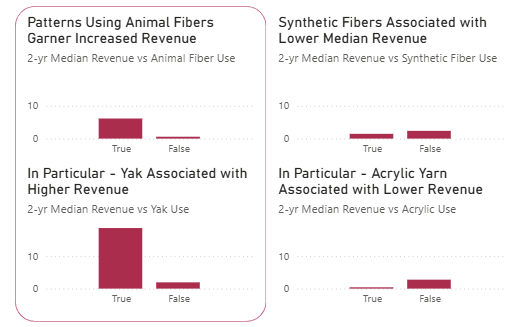 Patterns Using Animal Fibers
Garner Increased Revenue
2-yr Median Revenue vs Animal Fiber Use
10
0
True
False
Synthetic Fibers Associated with
Lower Median Revenue
2-yr Median Revenue vs Synthetic Fiber Use
10
0
True
False
In Particular - Yak Associated with
Higher Revenue
2-yr Median Revenue vs Yak Use
10
0
True
False
In Particular - Acrylic Yarn
Associated with Lower Revenue
2-yr Median Revenue vs Acrylic Use
10
0
True
False